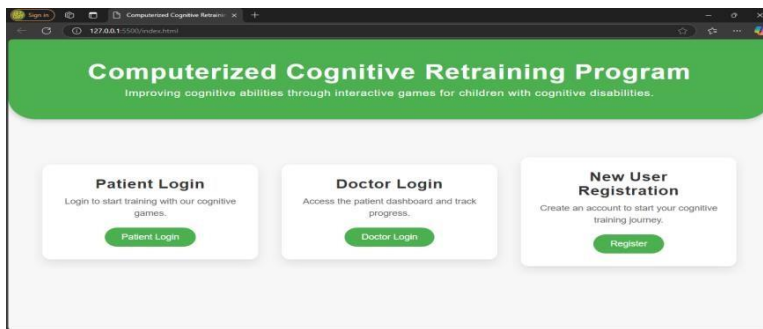 Sign in
Computerized Cognitive Retrainin
127.0.0.1:5500/index.html
Computerized Cognitive Retraining Program
Improving cognitive abilities through interactive games for children with cognitive disabilities.
Patient Login
Login to start training with our cognitive
games.
Patient Login
Doctor Login
Access the patient dashboard and track
progress.
Doctor Login
New User
Registration
Create an account to start your cognitive
training journey.
Register